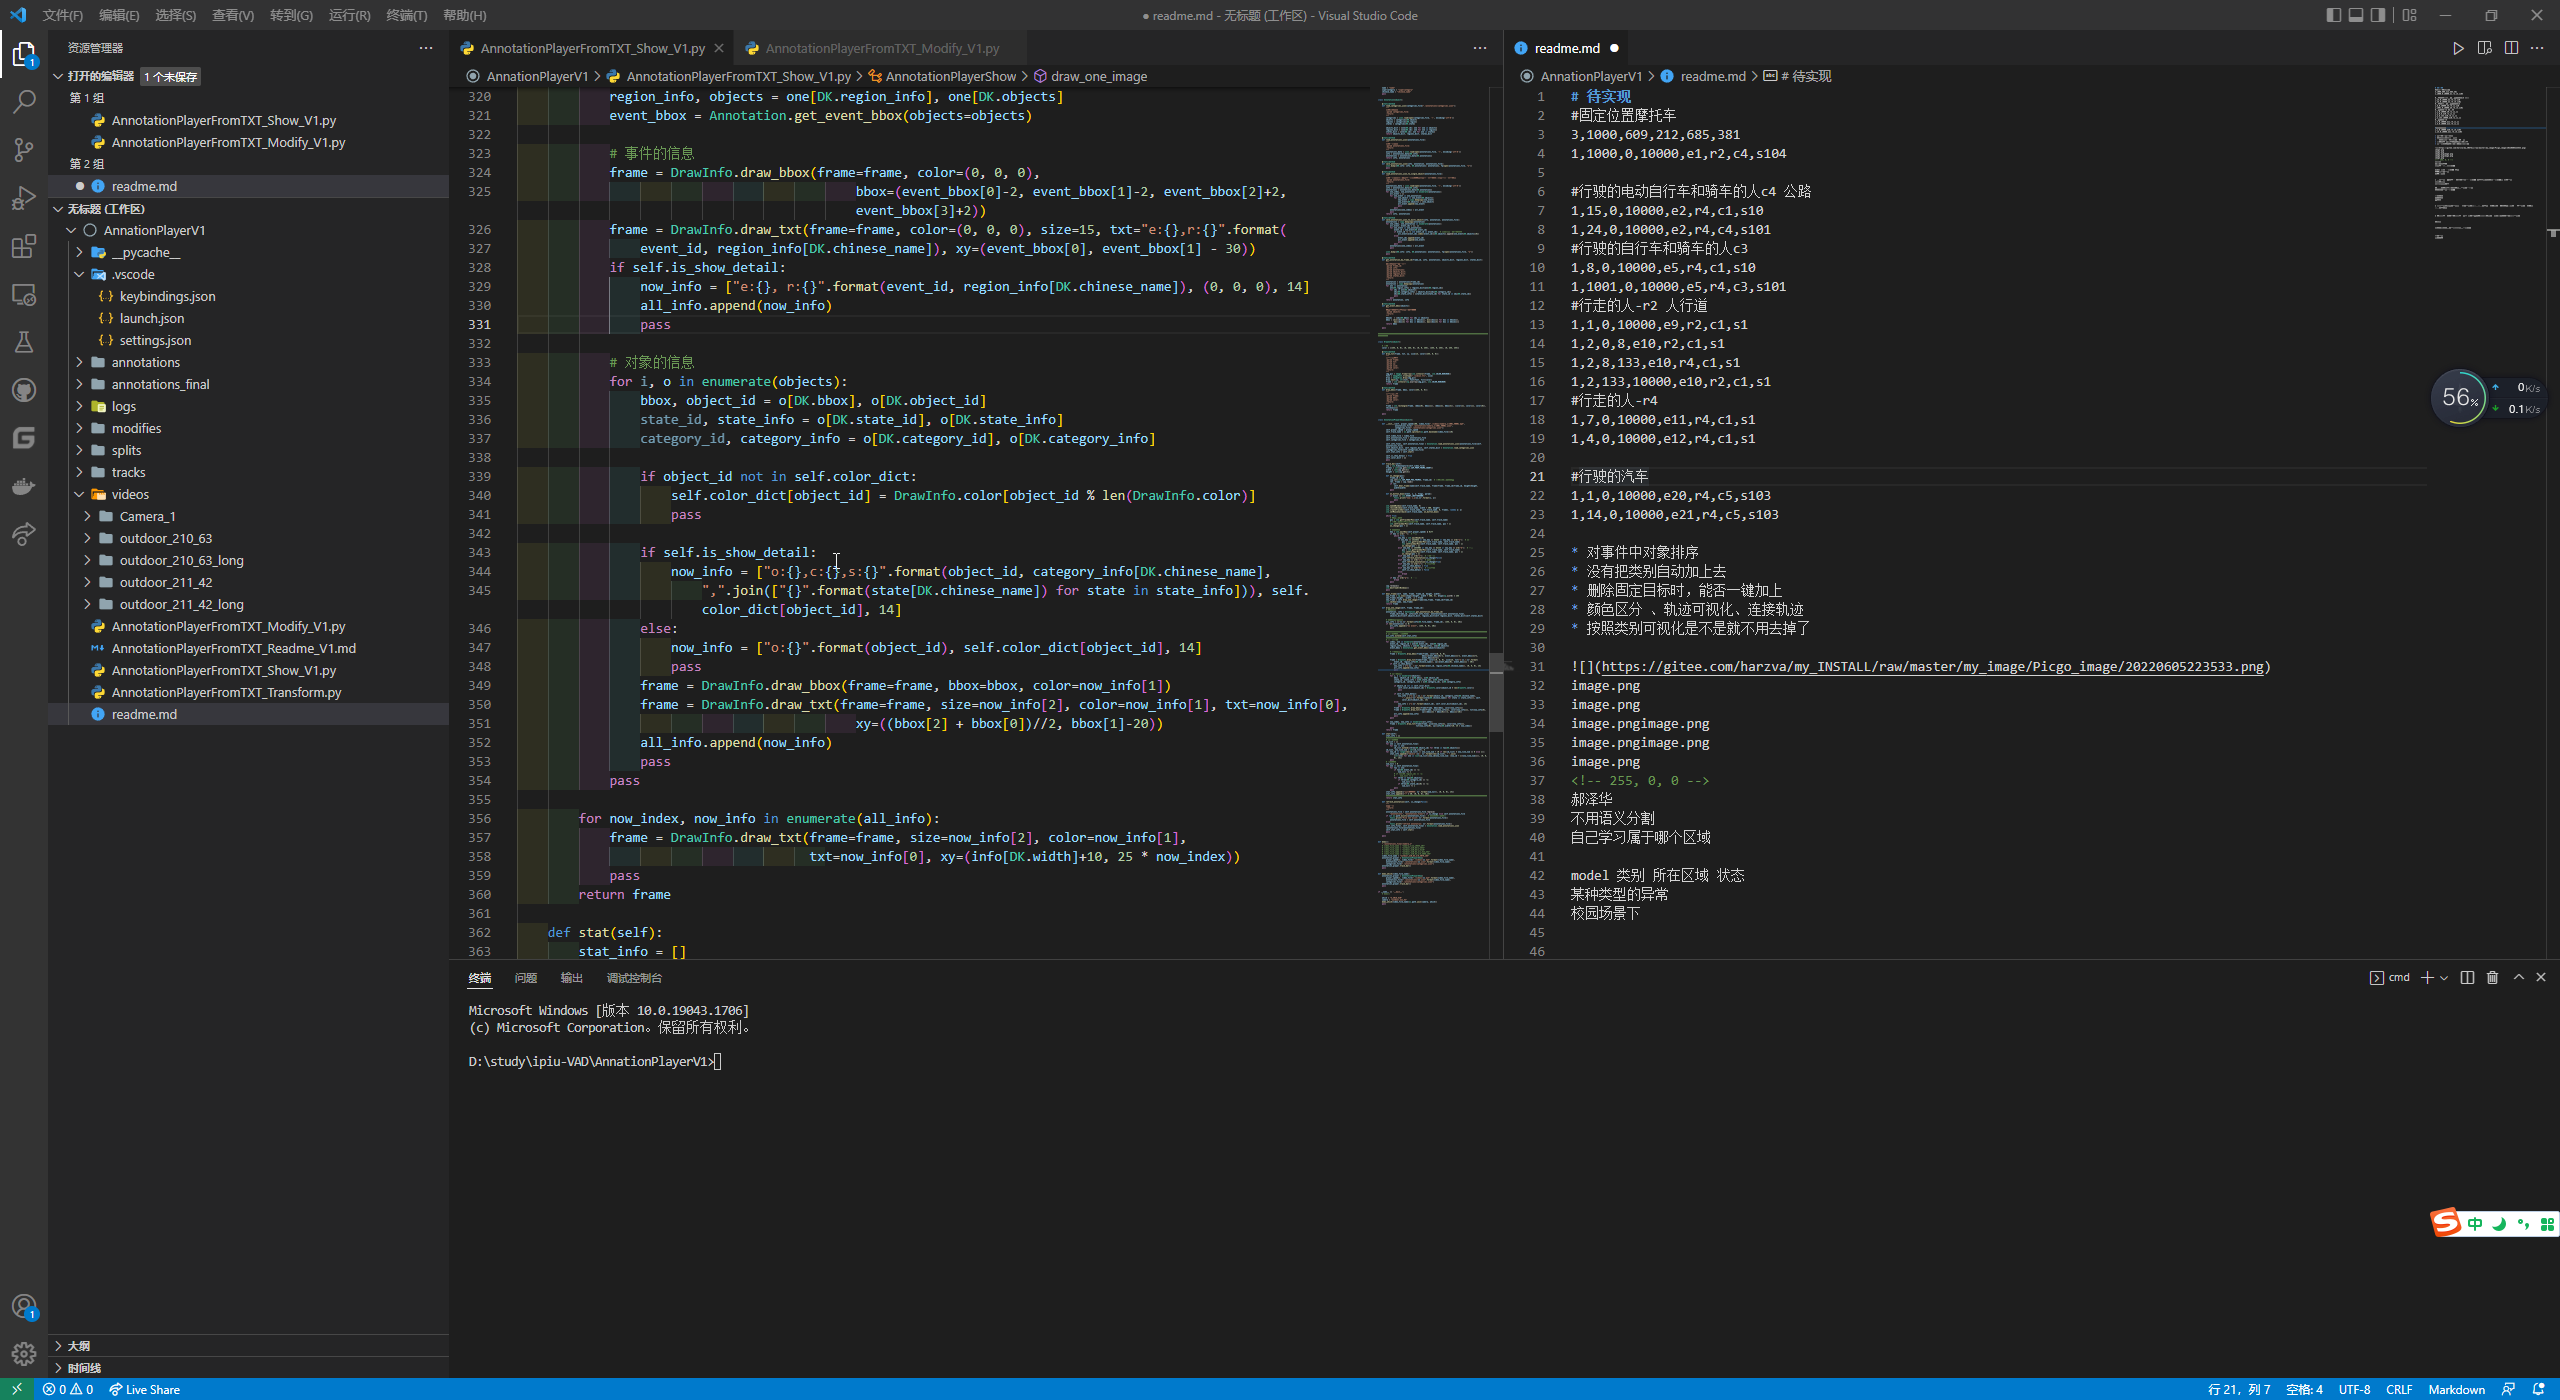 文件(F) 编辑(E) 选择(S) 查看(V) 转到(G) 运行(R) 终端(T) 帮助(H)
● readme.md - 无标题 (工作区) - Visual Studio Code
资源管理器
打开的编辑器 1 个未保存
第 1 组
AnnotationPlayerFromTXT_Show_V1.py
AnnotationPlayerFromTXT_Modify_V1.py
第 2 组
readme.md
无标题 (工作区)
AnnationPlayerV1
__pycache__
.vscode
keybindings.json
launch.json
settings.json
annotations
annotations_final
logs
modifies
splits
tracks
videos
Camera_1
outdoor_210_63
outdoor_210_63_long
outdoor_211_42
outdoor_211_42_long
AnnotationPlayerFromTXT_Modify_V1.py
AnnotationPlayerFromTXT_Readme_V1.md
AnnotationPlayerFromTXT_Show_V1.py
AnnotationPlayerFromTXT_Transform.py
readme.md
大纲
时间线
AnnotationPlayerFromTXT_Show_V1.py AnnotationPlayerFromTXT_Modify_V1.py
AnnationPlayerV1 > AnnotationPlayerFromTXT_Show_V1.py > AnnotationPlayerShow > draw_one_image
320 region_info, objects = one[DK.region_info], one[DK.objects]
321 event_bbox = Annotation.get_event_bbox(objects=objects)
322
323 # 事件的信息
324 frame = DrawInfo.draw_bbox(frame=frame, color=(0, 0, 0),
325 bbox=(event_bbox[0]-2, event_bbox[1]-2, event_bbox[2]+2,
event_bbox[3]+2))
326 frame = DrawInfo.draw_txt(frame=frame, color=(0, 0, 0), size=15, txt="e:{},r:{}".format(
327 event_id, region_info[DK.chinese_name]), xy=(event_bbox[0], event_bbox[1] - 30))
328 if self.is_show_detail:
329 now_info = ["e:{}, r:{}".format(event_id, region_info[DK.chinese_name]), (0, 0, 0), 14]
330 all_info.append(now_info)
331 pass
332
333 # 对象的信息
334 for i, o in enumerate(objects):
335 bbox, object_id = o[DK.bbox], o[DK.object_id]
336 state_id, state_info = o[DK.state_id], o[DK.state_info]
337 category_id, category_info = o[DK.category_id], o[DK.category_info]
338
339 if object_id not in self.color_dict:
340 self.color_dict[object_id] = DrawInfo.color[object_id % len(DrawInfo.color)]
341 pass
342
343 if self.is_show_detail:
344 now_info = ["o:{},c:{},s:{}".format(object_id, category_info[DK.chinese_name],
345 ",".join(["{}".format(state[DK.chinese_name]) for state in state_info])), self.
color_dict[object_id], 14]
346 else:
347 now_info = ["o:{}".format(object_id), self.color_dict[object_id], 14]
348 pass
349 frame = DrawInfo.draw_bbox(frame=frame, bbox=bbox, color=now_info[1])
350 frame = DrawInfo.draw_txt(frame=frame, size=now_info[2], color=now_info[1], txt=now_info[0],
351 xy=((bbox[2] + bbox[0])//2, bbox[1]-20))
352 all_info.append(now_info)
353 pass
354 pass
355
356 for now_index, now_info in enumerate(all_info):
357 frame = DrawInfo.draw_txt(frame=frame, size=now_info[2], color=now_info[1],
358 txt=now_info[0], xy=(info[DK.width]+10, 25 * now_index))
359 pass
360 return frame
361
362 def stat(self):
363 stat_info = []
readme.md
AnnationPlayerV1 > readme.md > # 待实现
1 # 待实现
2 #固定位置摩托车
3 3,1000,609,212,685,381
4 1,1000,0,10000,e1,r2,c4,s104
5
6 #行驶的电动自行车和骑车的人c4 公路
7 1,15,0,10000,e2,r4,c1,s10
8 1,24,0,10000,e2,r4,c4,s101
9 #行驶的自行车和骑车的人c3
10 1,8,0,10000,e5,r4,c1,s10
11 1,1001,0,10000,e5,r4,c3,s101
12 #行走的人-r2 人行道
13 1,1,0,10000,e9,r2,c1,s1
14 1,2,0,8,e10,r2,c1,s1
15 1,2,8,133,e10,r4,c1,s1
16 1,2,133,10000,e10,r2,c1,s1
17 #行走的人-r4
18 1,7,0,10000,e11,r4,c1,s1
19 1,4,0,10000,e12,r4,c1,s1
20
21 #行驶的汽车
22 1,1,0,10000,e20,r4,c5,s103
23 1,14,0,10000,e21,r4,c5,s103
24
25 * 对事件中对象排序
26 * 没有把类别自动加上去
27 * 删除固定目标时，能否一键加上
28 * 颜色区分 、轨迹可视化、连接轨迹
29 * 按照类别可视化是不是就不用去掉了
30
31 ![](https://gitee.com/harzva/my_INSTALL/raw/master/my_image/Picgo_image/20220605223533.png)
32 image.png
33 image.png
34 image.pngimage.png
35 image.pngimage.png
36 image.png
37 <!-- 255, 0, 0 -->
38 郝泽华
39 不用语义分割
40 自己学习属于哪个区域
41
42 model 类别 所在区域 状态
43 某种类型的异常
44 校园场景下
45
46
56% 0K/s
0.1K/s
中
终端 问题 输出 调试控制台
cmd
Microsoft Windows [版本 10.0.19043.1706]
(c) Microsoft Corporation。保留所有权利。
D:\study\ipiu-VAD\AnnationPlayerV1>
0 0 Live Share
行 21，列 7 空格: 4 UTF-8 CRLF Markdown